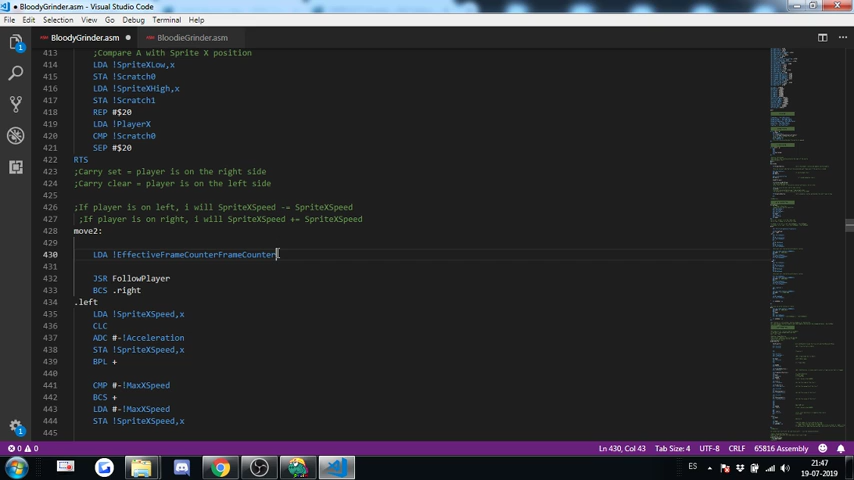 BloodyGrinder.asm - Visual Studio Code
File Edit Selection View Go Debug Terminal Help
BloodyGrinder.asm BloodieGrinder.asm
413 ;Compare A with Sprite X position
414 LDA !SpriteXLow,x
415 STA !Scratch0
416 LDA !SpriteXHigh,x
417 STA !Scratch1
418 REP #$20
419 LDA !PlayerX
420 CMP !Scratch0
421 SEP #$20
422 RTS
423 ;Carry set = player is on the right side
424 ;Carry clear = player is on the left side
425
426 ;If player is on left, i will SpriteXSpeed -= SpriteXSpeed
427 ;If player is on right, i will SpriteXSpeed += SpriteXSpeed
428 move2:
429
430 LDA !EffectiveFrameCounterFrameCounter
431
432 JSR FollowPlayer
433 BCS .right
434 .left
435 LDA !SpriteXSpeed,x
436 CLC
437 ADC #-!Acceleration
438 STA !SpriteXSpeed,x
439 BPL +
440
441 CMP #-!MaxXSpeed
442 BCS +
443 LDA #-!MaxXSpeed
444 STA !SpriteXSpeed,x
445
0 0 Ln 430, Col 43 Tab Size: 4 UTF-8 CRLF 65816 Assembly
ES 21:47
19-07-2019